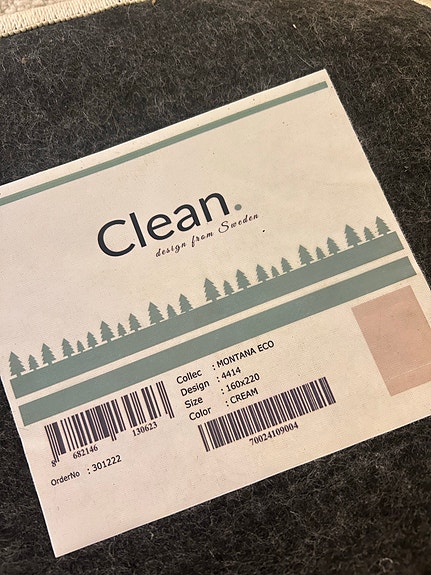 Clean.
design from Sweden
Collec : MONTANA ECO
Design : 4414
Size : 160x220
Color : CREAM
8 682146 130623
70024109004
OrderNo : 301222